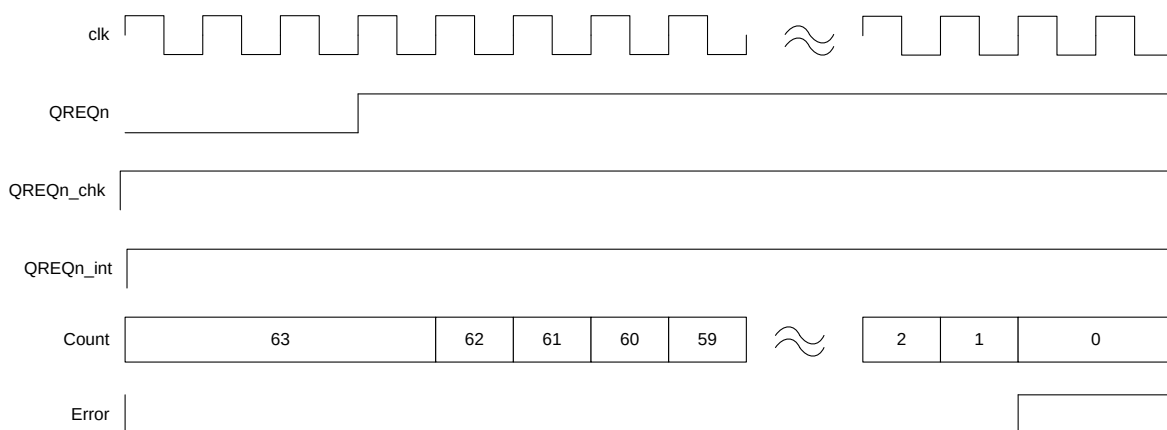 clk
QREQn
QREQn_chk
QREQn_int
Count 63 62 61 60 59 2 1 0
Error